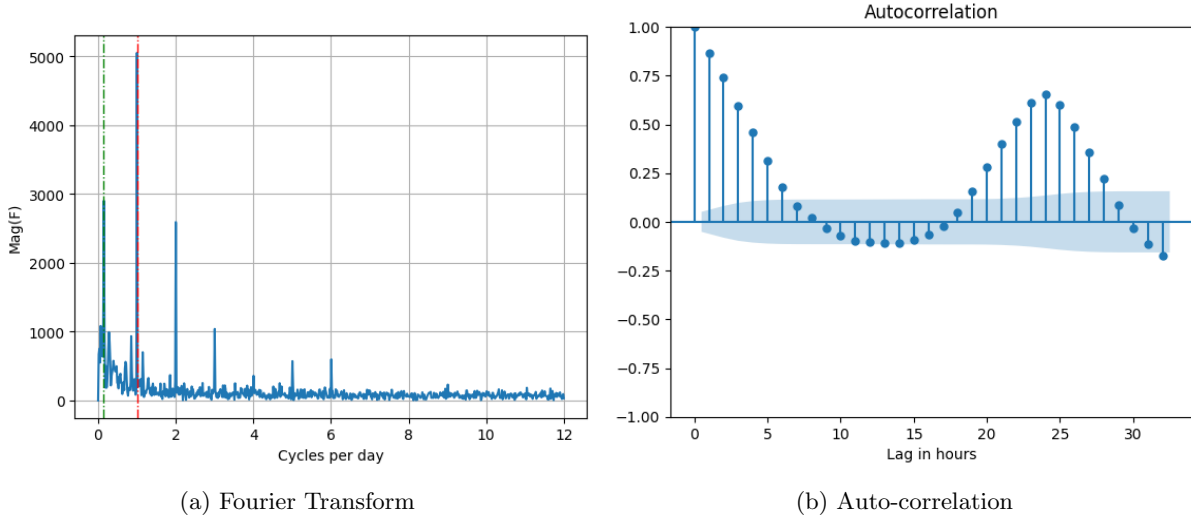 5000
4000
3000
2000
1000
0
Mag(F)
0 2 4 6 8 10 12
Cycles per day
(a) Fourier Transform
Autocorrelation
1.00
0.75
0.50
0.25
0.00
−0.25
−0.50
−0.75
−1.00
0 5 10 15 20 25 30
Lag in hours
(b) Auto-correlation